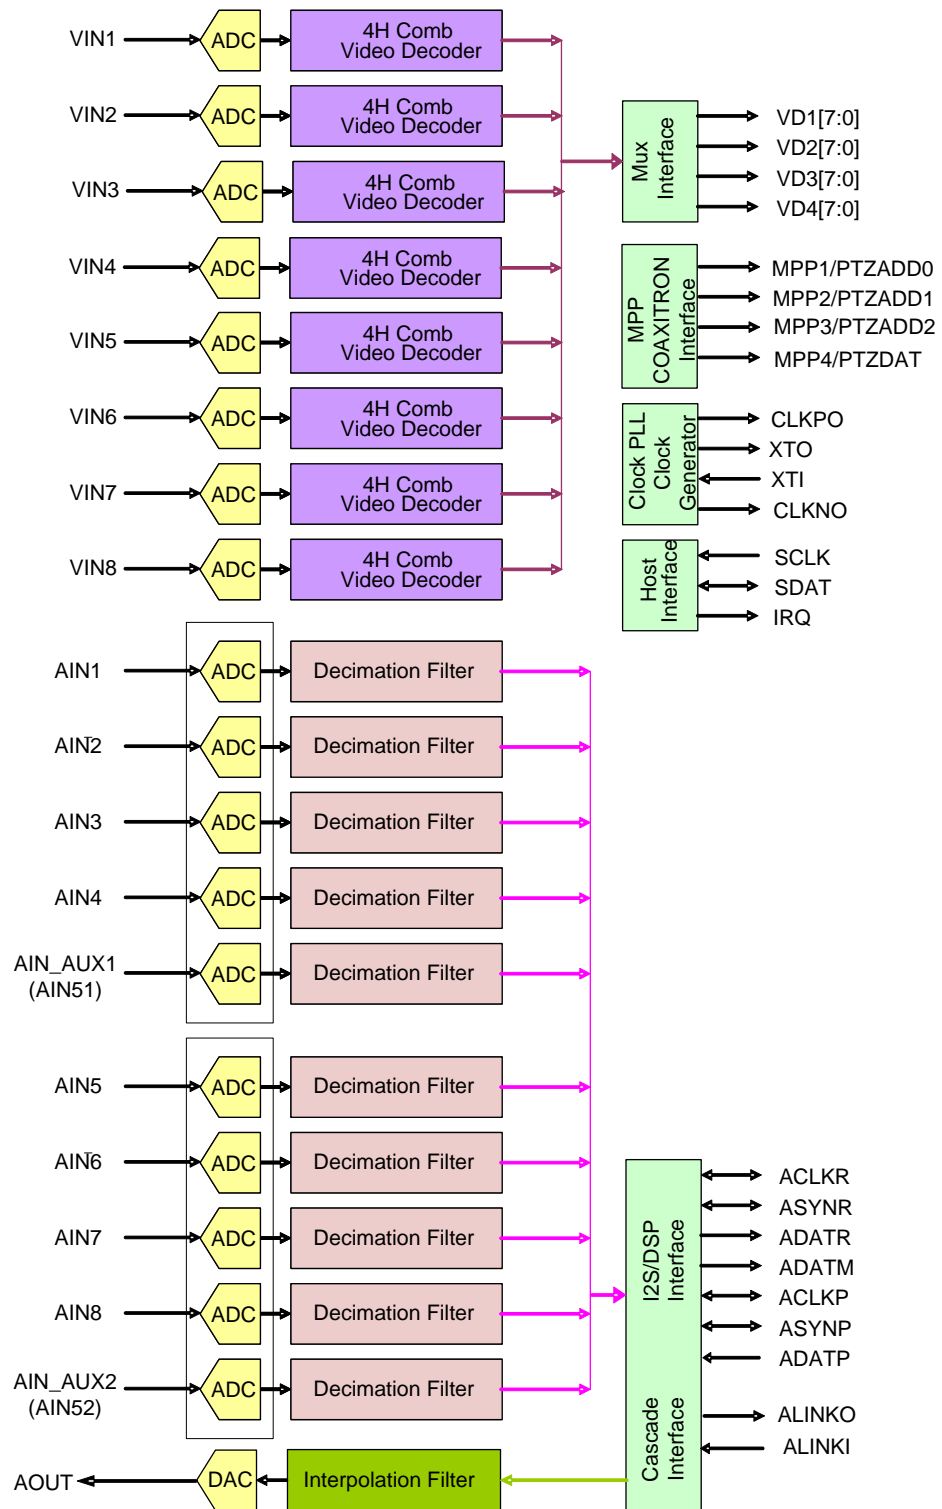 VIN1
ADC
4H Comb
Video Decoder
VIN2
ADC
4H Comb
Video Decoder
VIN3
ADC
4H Comb
Video Decoder
VIN4
ADC
4H Comb
Video Decoder
VIN5
ADC
4H Comb
Video Decoder
VIN6
ADC
4H Comb
Video Decoder
VIN7
ADC
4H Comb
Video Decoder
VIN8
ADC
4H Comb
Video Decoder
Mux
Interface
VD1[7:0]
VD2[7:0]
VD3[7:0]
VD4[7:0]
MPP
COAXITRON
Interface
MPP1/PTZADD0
MPP2/PTZADD1
MPP3/PTZADD2
MPP4/PTZDAT
Clock PLL
Clock
Generator
CLKPO
XTO
XTI
CLKNO
Host
Interface
SCLK
SDAT
IRQ
AIN1
ADC
Decimation Filter
AIN2
ADC
Decimation Filter
AIN3
ADC
Decimation Filter
AIN4
ADC
Decimation Filter
AIN_AUX1
(AIN51)
ADC
Decimation Filter
AIN5
ADC
Decimation Filter
AIN6
ADC
Decimation Filter
AIN7
ADC
Decimation Filter
AIN8
ADC
Decimation Filter
AIN_AUX2
(AIN52)
ADC
Decimation Filter
I2S/DSP
Interface
ACLKR
ASYNR
ADATR
ADATM
ACLKP
ASYNP
ADATP
Cascade
Interface
ALINKO
ALINKI
AOUT
DAC
Interpolation Filter